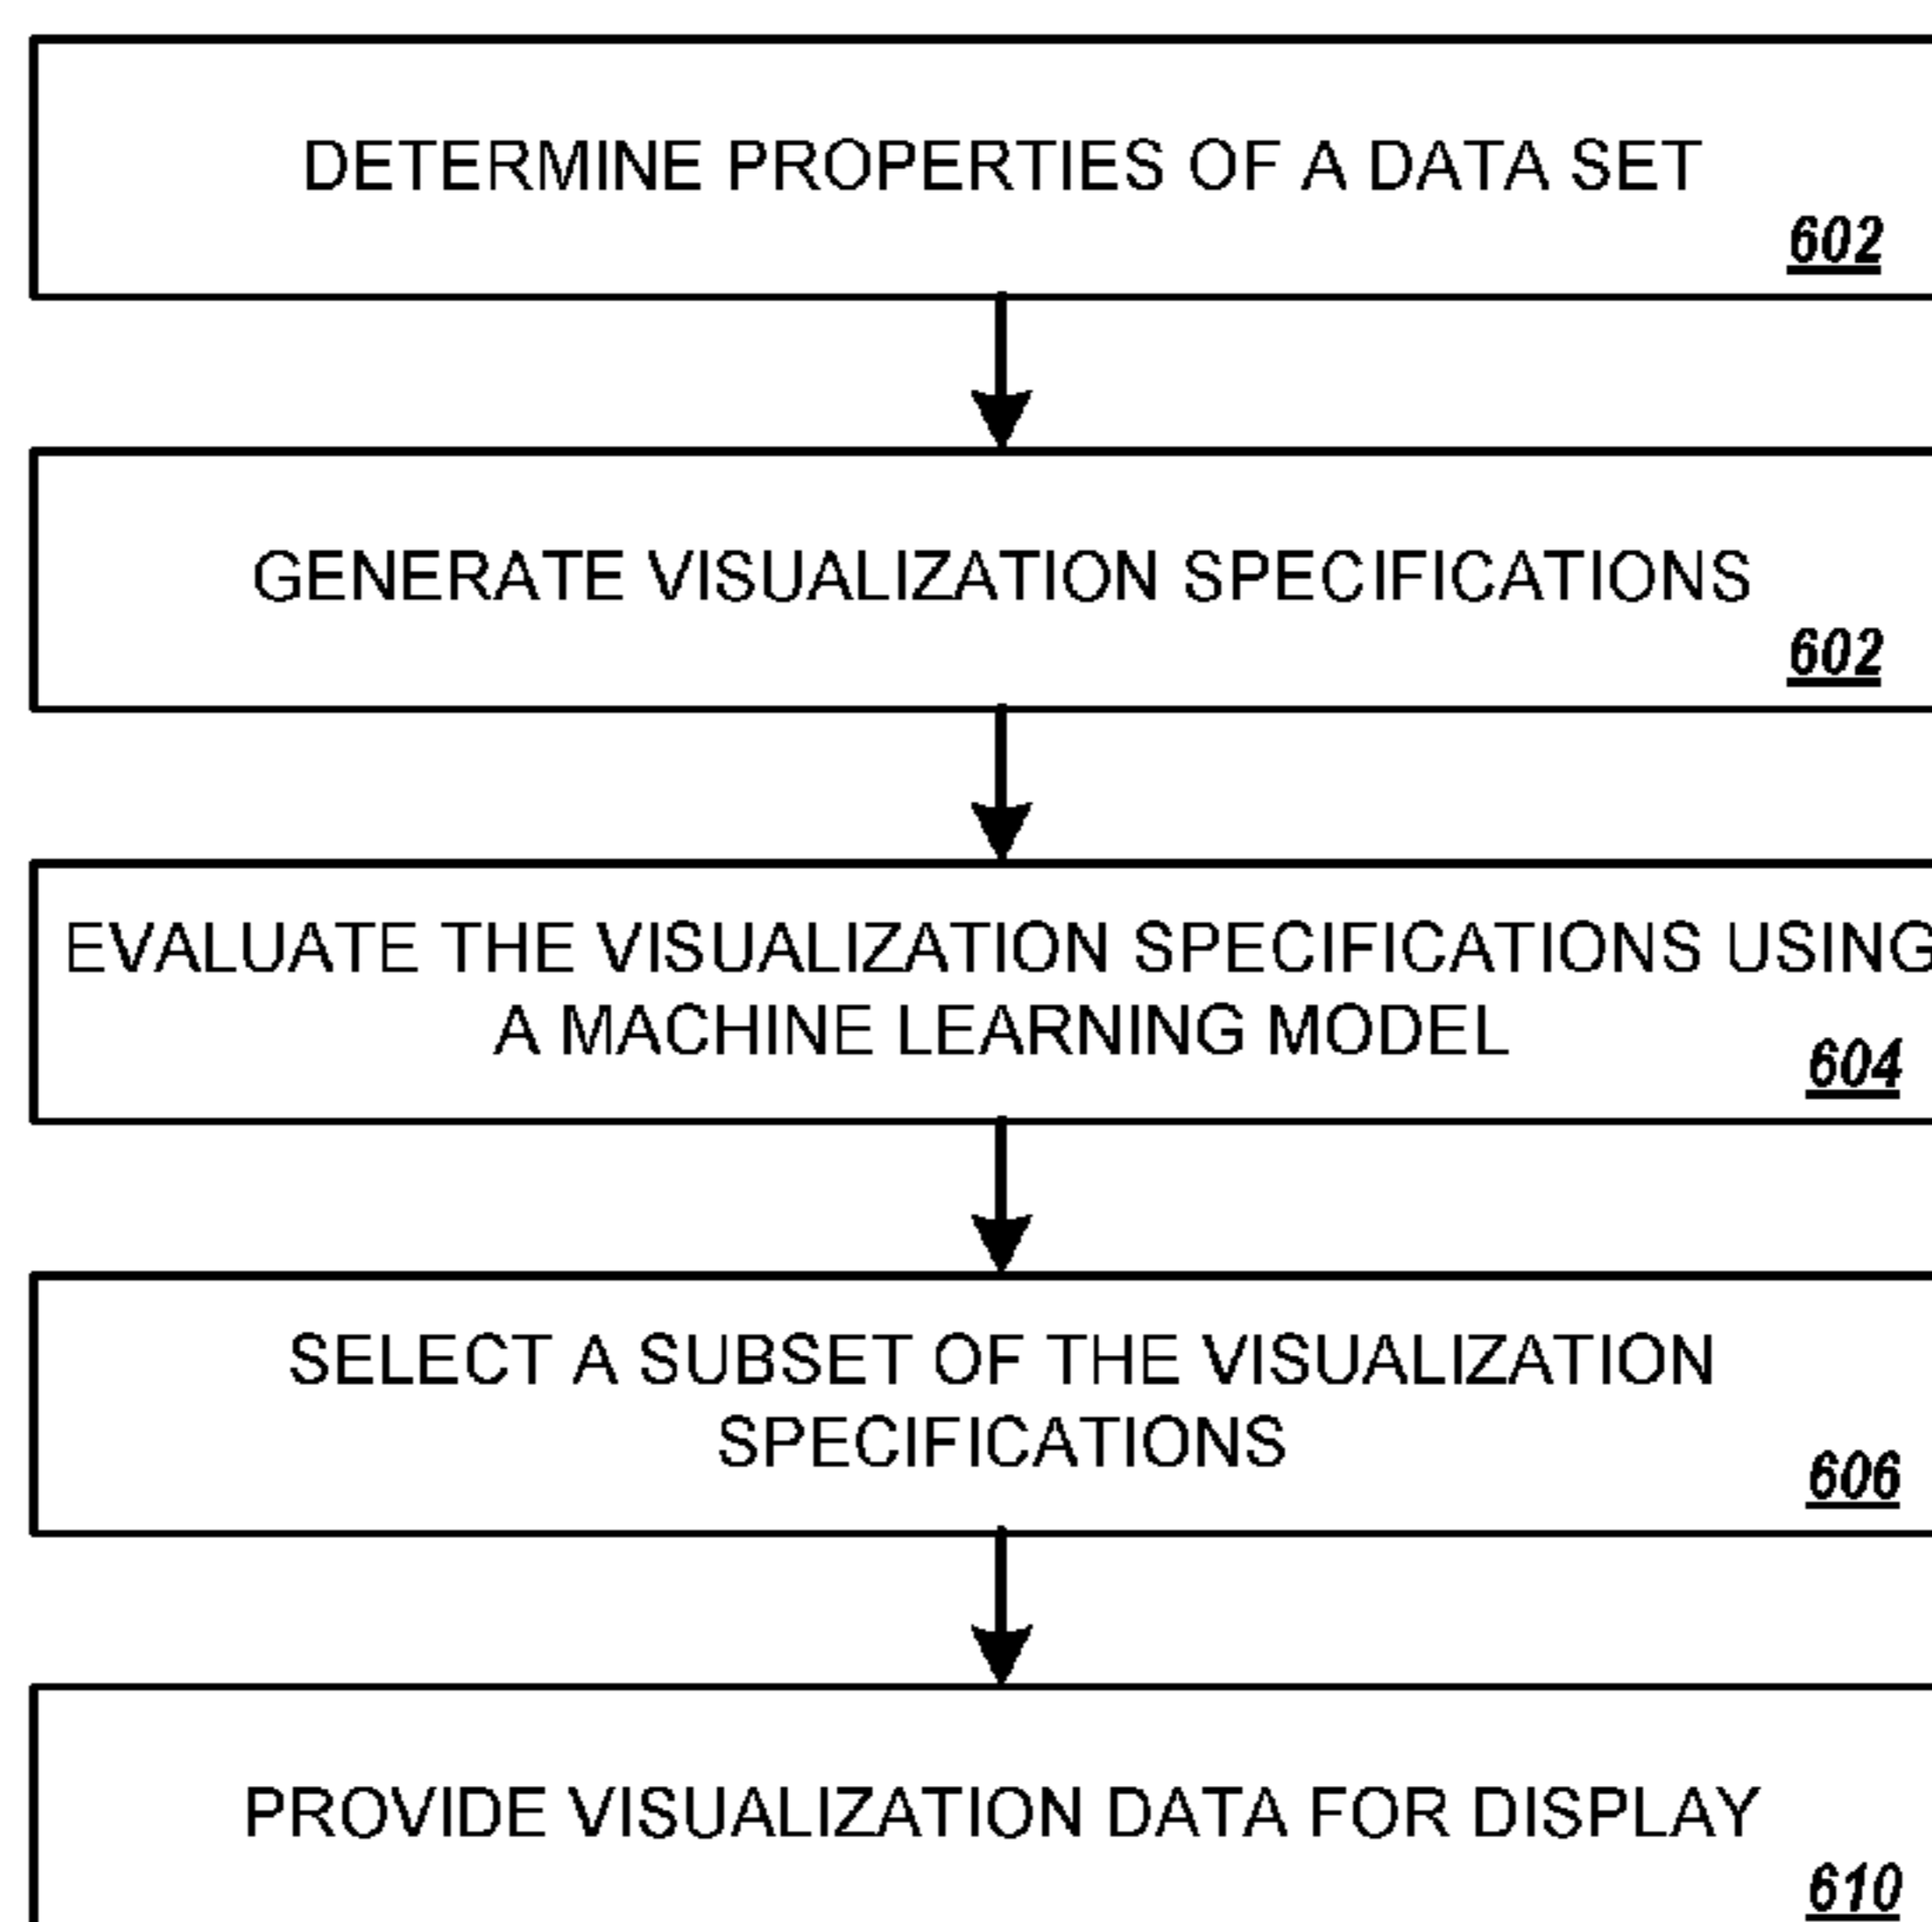 DETERMINE PROPERTIES OF A DATA SET
602
GENERATE VISUALIZATION SPECIFICATIONS
602
EVALUATE THE VISUALIZATION SPECIFICATIONS USING
A MACHINE LEARNING MODEL
604
SELECT A SUBSET OF THE VISUALIZATION
SPECIFICATIONS
606
PROVIDE VISUALIZATION DATA FOR DISPLAY
610